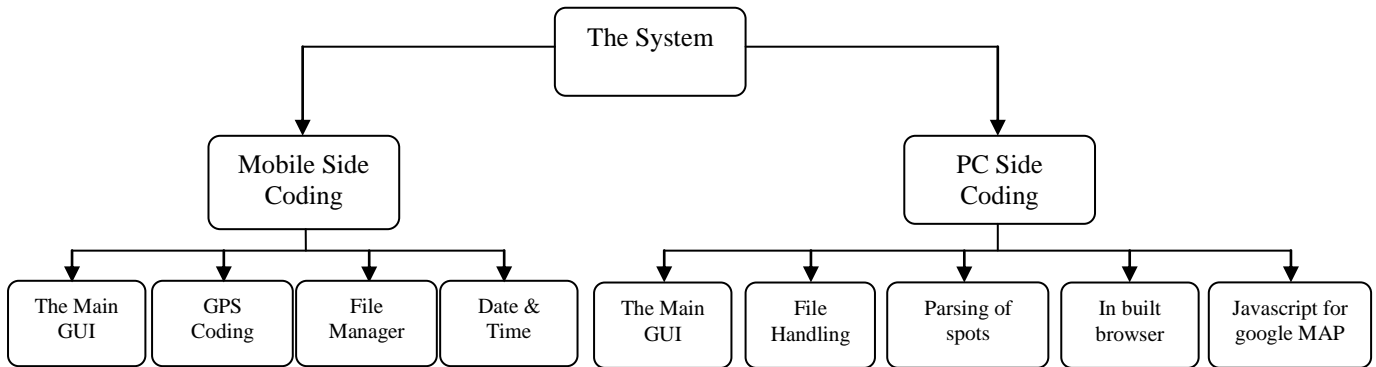 The System
Mobile Side
Coding
PC Side
Coding
The Main
GUI
GPS
Coding
File
Manager
Date &
Time
The Main
GUI
File
Handling
Parsing of
spots
In built
browser
Javascript for
google MAP